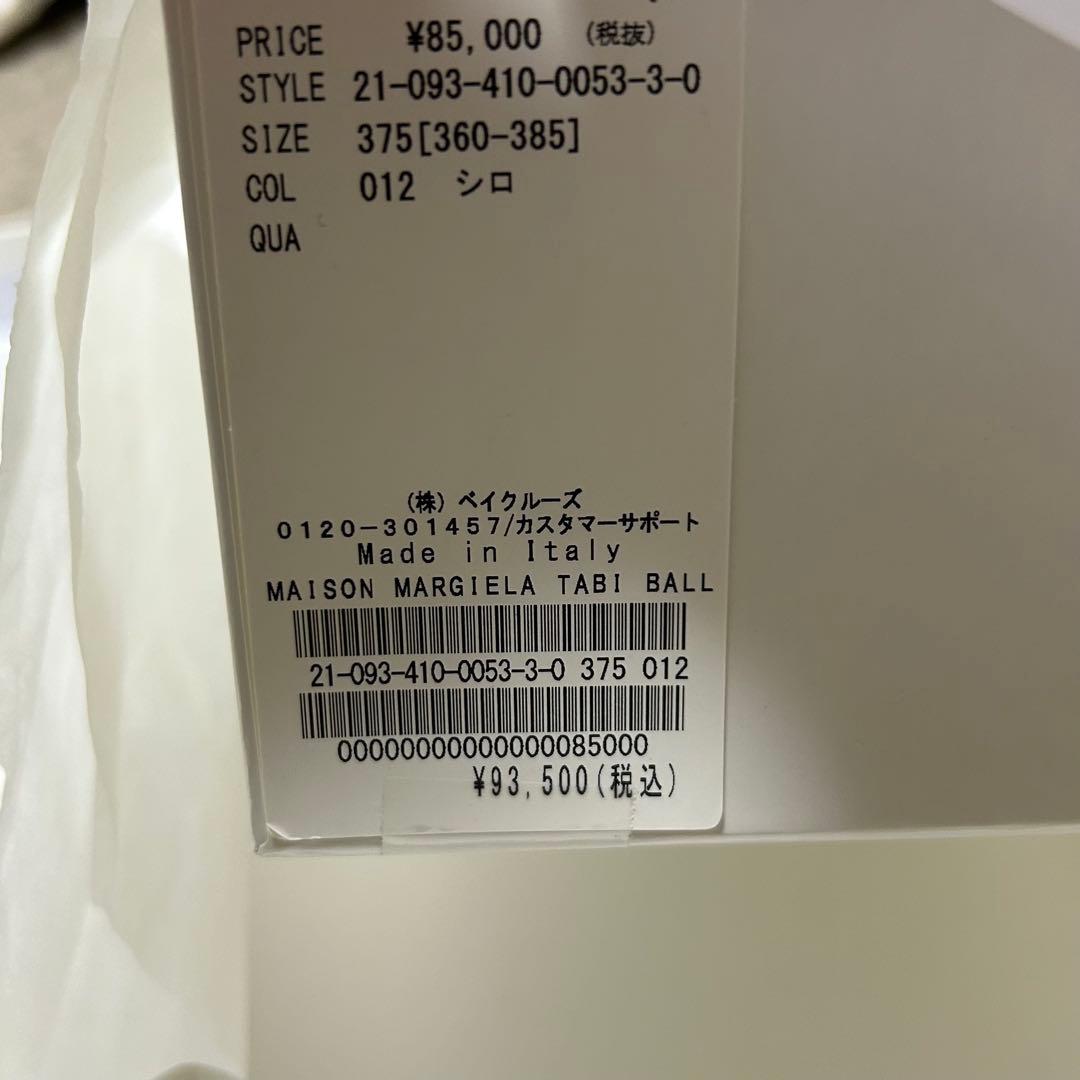 PRICE ¥85,000 (税抜)
STYLE 21-093-410-0053-3-0
SIZE 375[360-385]
COL 012 シロ
QUA
(株)ベイクルーズ
0120-301457/カスタマーサポート
Made in Italy
MAISON MARGIELA TABI BALL
21-093-410-0053-3-0 375 012
00000000000000085000
¥93,500(税込)